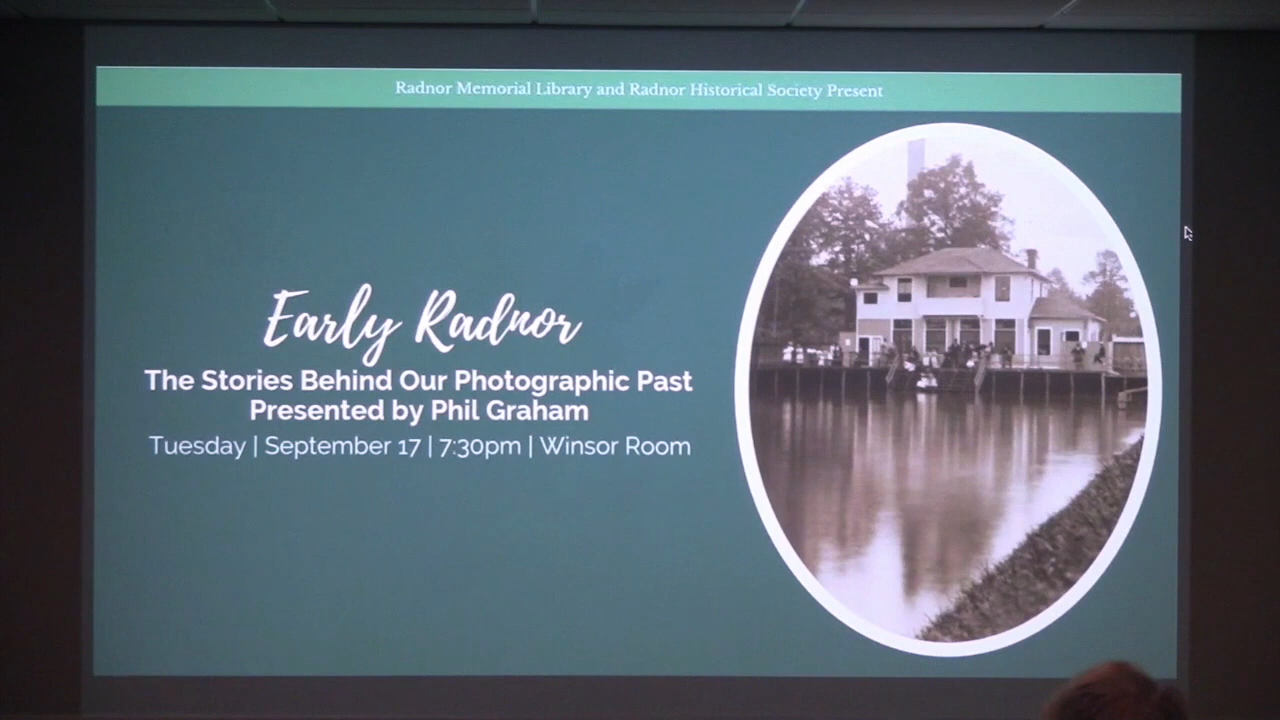 Radnor Memorial Library and Radnor Historical Society Present
Early Radnor
The Stories Behind Our Photographic Past
Presented by Phil Graham
Tuesday | September 17 | 7:30pm | Winsor Room